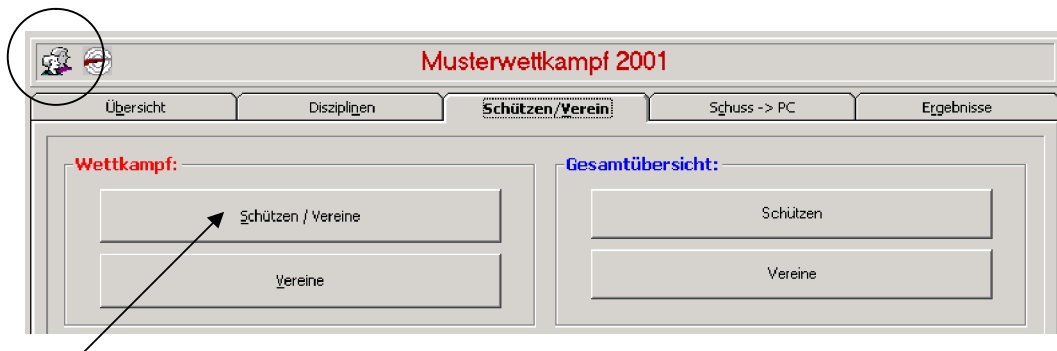 Musterwettkampf 2001
Übersicht Disziplinen Schützen/Verein Schuss -> PC Ergebnisse
Wettkampf: Gesamtübersicht:
Schützen / Vereine Schützen
Vereine Vereine